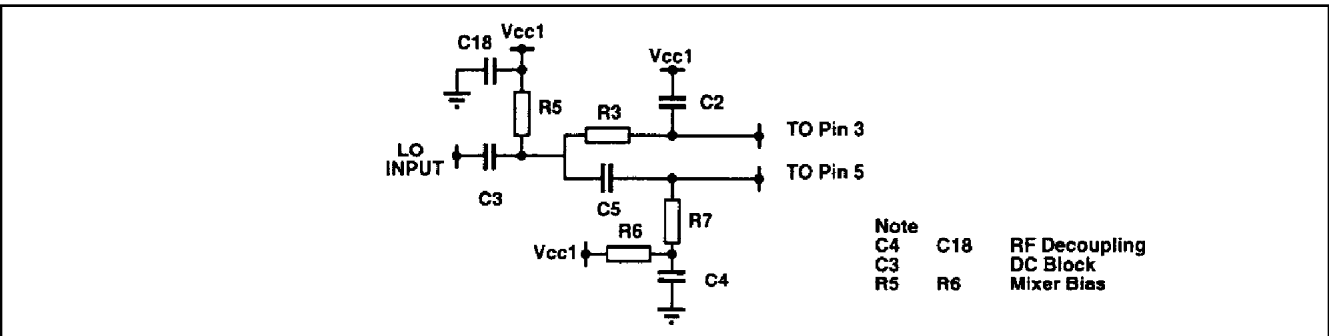 Vcc1
C18
Vcc1
R5
R3
C2
TO Pin 3
LO
INPUT
TO Pin 5
C3
C5
R7
R6
Vcc1
C4
Note
C4 C18 RF Decoupling
C3 DC Block
R5 R6 Mixer Bias